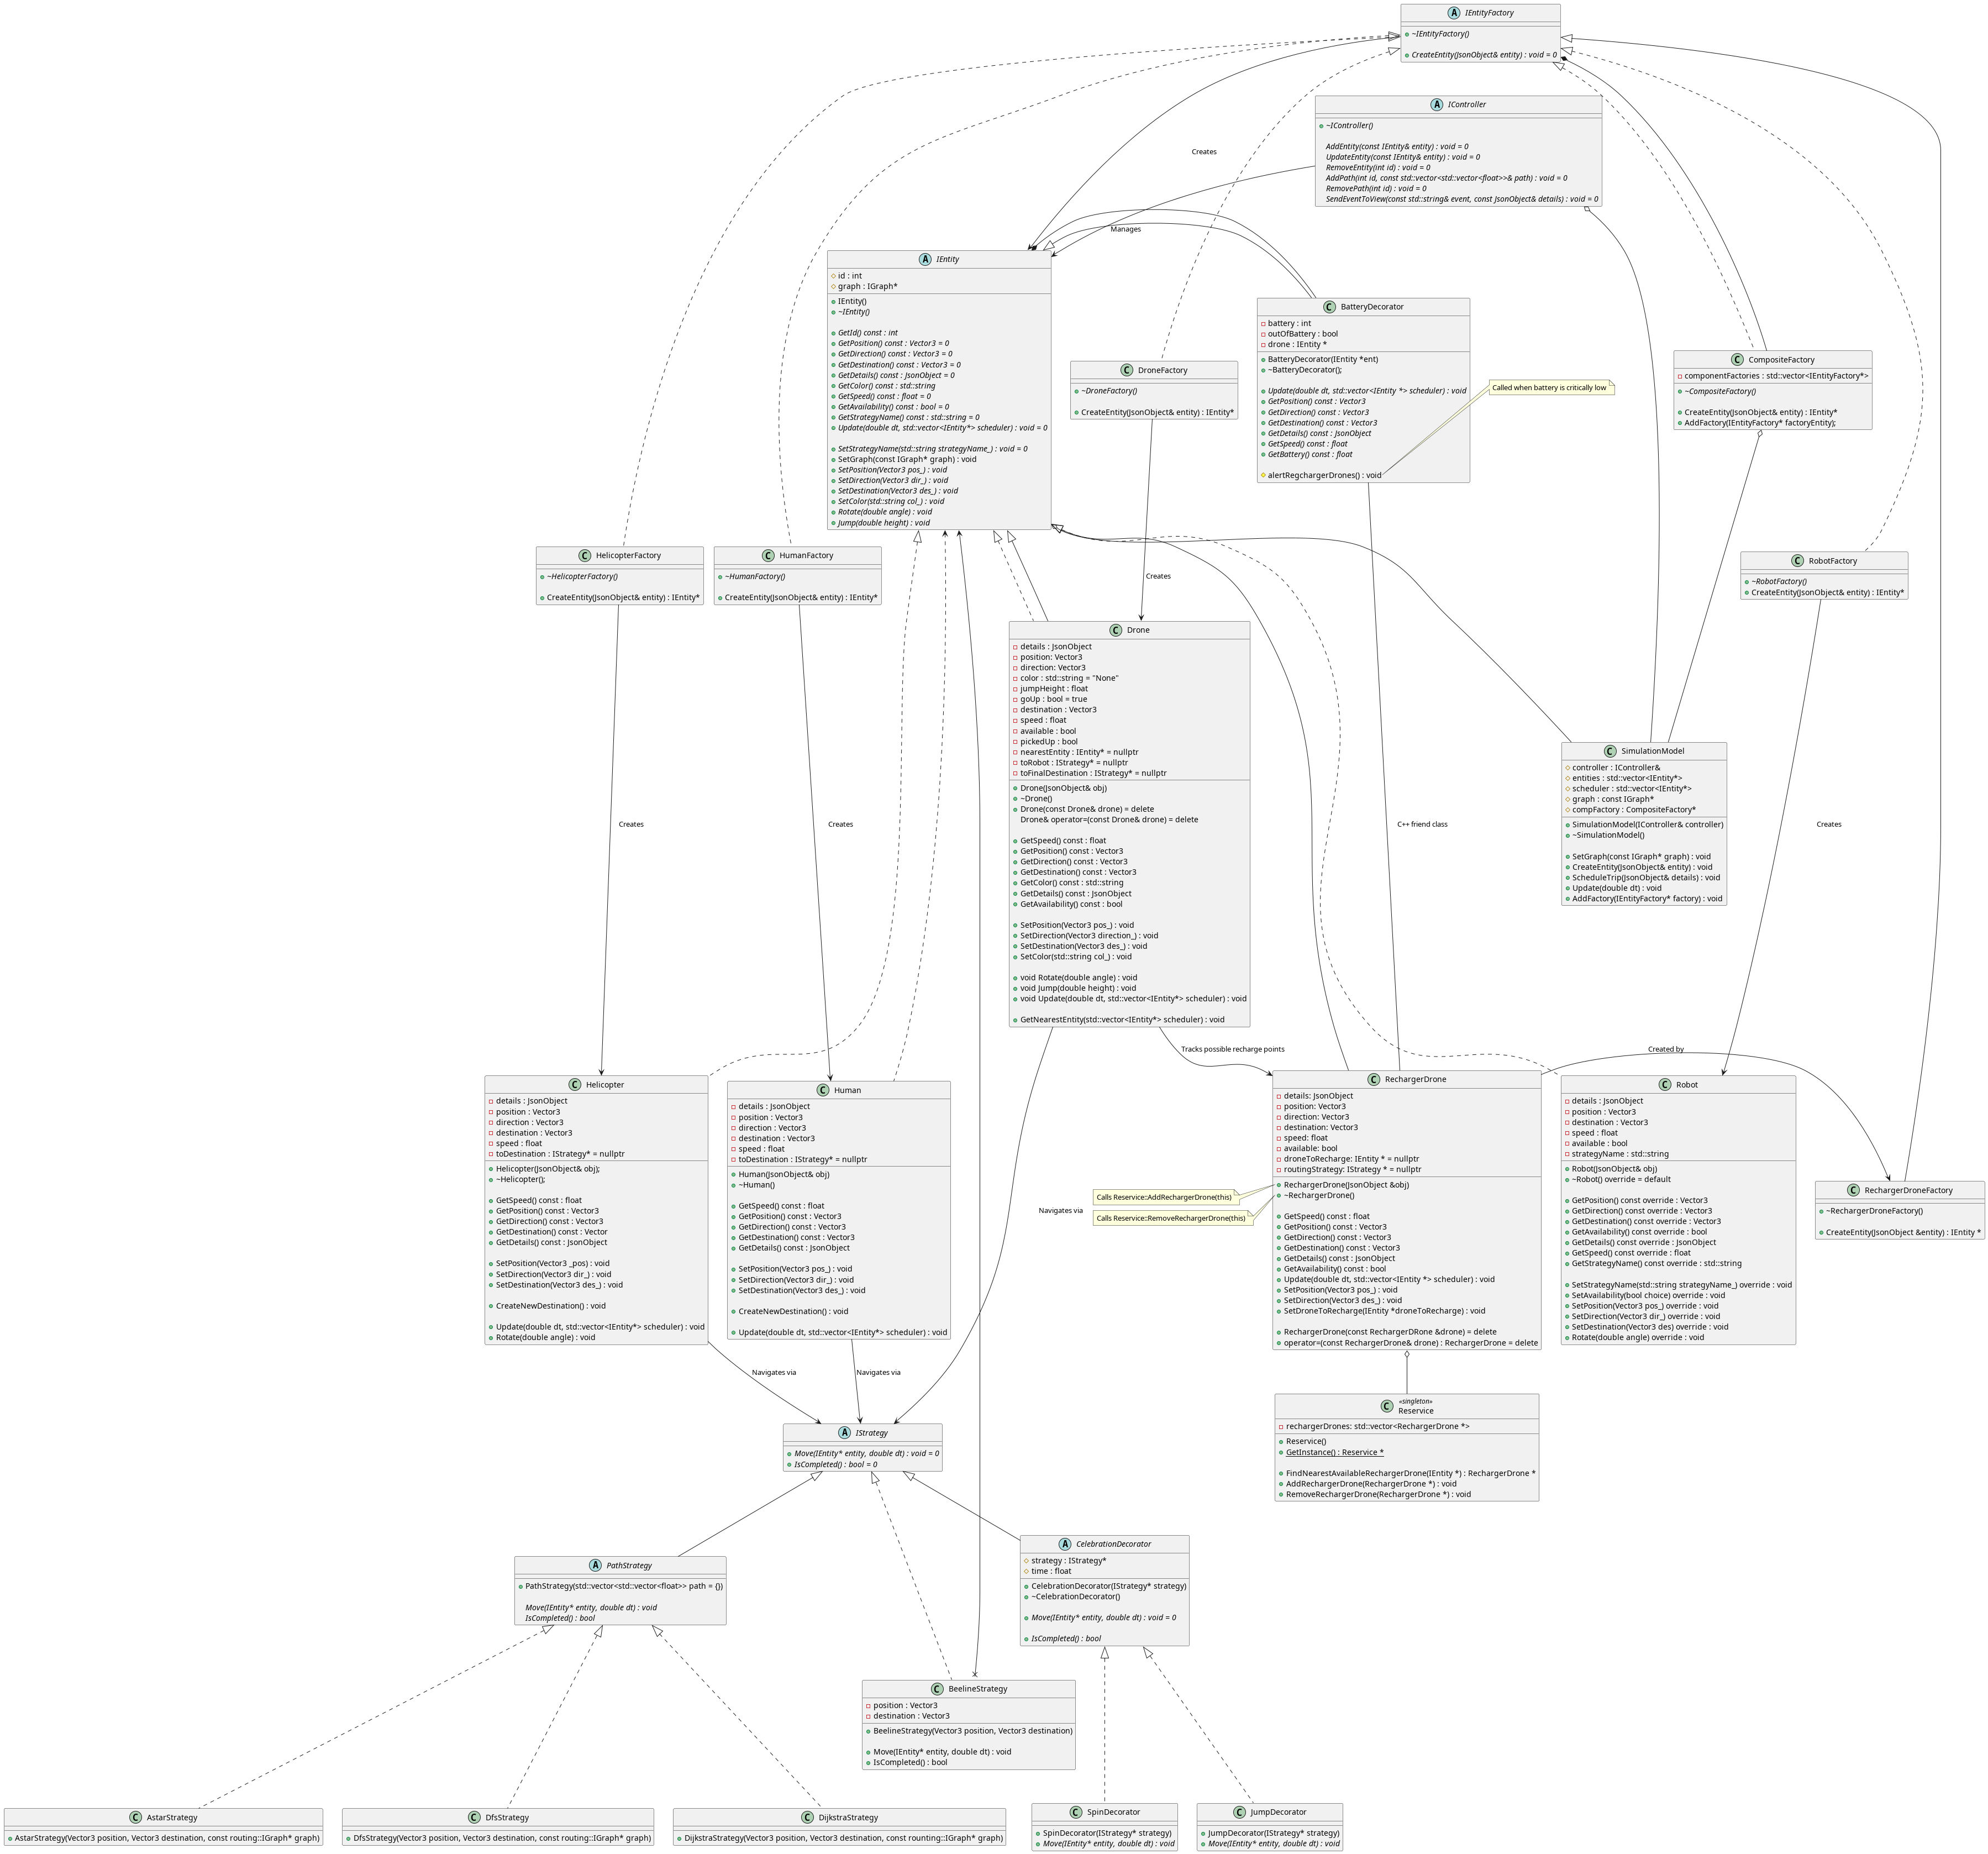 A IEntityFactory
~IEntityFactory()
CreateEntity(JsonObject& entity) : void = 0
A IController
~IController()
AddEntity(const IEntity& entity) : void = 0
UpdateEntity(const IEntity& entity) : void = 0
RemoveEntity(int id) : void = 0
AddPath(int id, const std::vector<std::vector<float>>& path) : void = 0
RemovePath(int id) : void = 0
SendEventToView(const std::string& event, const JsonObject& details) : void = 0
Creates
Manages
A IEntity
id : int
graph : IGraph*
IEntity()
~IEntity()
GetId() const : int
GetPosition() const : Vector3 = 0
GetDirection() const : Vector3 = 0
GetDestination() const : Vector3 = 0
GetDetails() const : JsonObject = 0
GetColor() const : std::string
GetSpeed() const : float = 0
GetAvailability() const : bool = 0
GetStrategyName() const : std::string = 0
Update(double dt, std::vector<IEntity*> scheduler) : void = 0
SetStrategyName(std::string strategyName_) : void = 0
SetGraph(const IGraph* graph) : void
SetPosition(Vector3 pos_) : void
SetDirection(Vector3 dir_) : void
SetDestination(Vector3 des_) : void
SetColor(std::string col_) : void
Rotate(double angle) : void
Jump(double height) : void
C BatteryDecorator
battery : int
outOfBattery : bool
drone : IEntity *
BatteryDecorator(IEntity *ent)
~BatteryDecorator();
Update(double dt, std::vector<IEntity *> scheduler) : void
GetPosition() const : Vector3
GetDirection() const : Vector3
GetDestination() const : Vector3
GetDetails() const : JsonObject
GetSpeed() const : float
GetBattery() const : float
alertRegchargerDrones() : void
Called when battery is critically low
C DroneFactory
~DroneFactory()
CreateEntity(JsonObject& entity) : IEntity*
C CompositeFactory
componentFactories : std::vector<IEntityFactory*>
~CompositeFactory()
CreateEntity(JsonObject& entity) : IEntity*
AddFactory(IEntityFactory* factoryEntity);
C HelicopterFactory
~HelicopterFactory()
CreateEntity(JsonObject& entity) : IEntity*
C HumanFactory
~HumanFactory()
CreateEntity(JsonObject& entity) : IEntity*
C RobotFactory
~RobotFactory()
CreateEntity(JsonObject& entity) : IEntity*
Creates
C Drone
details : JsonObject
position: Vector3
direction: Vector3
color : std::string = "None"
jumpHeight : float
goUp : bool = true
destination : Vector3
speed : float
available : bool
pickedUp : bool
nearestEntity : IEntity* = nullptr
toRobot : IStrategy* = nullptr
toFinalDestination : IStrategy* = nullptr
Drone(JsonObject& obj)
~Drone()
Drone(const Drone& drone) = delete
Drone& operator=(const Drone& drone) = delete
GetSpeed() const : float
GetPosition() const : Vector3
GetDirection() const : Vector3
GetDestination() const : Vector3
GetColor() const : std::string
GetDetails() const : JsonObject
GetAvailability() const : bool
SetPosition(Vector3 pos_) : void
SetDirection(Vector3 direction_) : void
SetDestination(Vector3 des_) : void
SetColor(std::string col_) : void
void Rotate(double angle) : void
void Jump(double height) : void
void Update(double dt, std::vector<IEntity*> scheduler) : void
GetNearestEntity(std::vector<IEntity*> scheduler) : void
C SimulationModel
controller : IController&
entities : std::vector<IEntity*>
scheduler : std::vector<IEntity*>
graph : const IGraph*
compFactory : CompositeFactory*
SimulationModel(IController& controller)
~SimulationModel()
SetGraph(const IGraph* graph) : void
CreateEntity(JsonObject& entity) : void
ScheduleTrip(JsonObject& details) : void
Update(double dt) : void
AddFactory(IEntityFactory* factory) : void
Creates
Creates
C++ friend class
Creates
Tracks possible recharge points
Created by
C Helicopter
details : JsonObject
position : Vector3
direction : Vector3
destination : Vector3
speed : float
toDestination : IStrategy* = nullptr
Helicopter(JsonObject& obj);
~Helicopter();
GetSpeed() const : float
GetPosition() const : Vector3
GetDirection() const : Vector3
GetDestination() const : Vector
GetDetails() const : JsonObject
SetPosition(Vector3 _pos) : void
SetDirection(Vector3 dir_) : void
SetDestination(Vector3 des_) : void
CreateNewDestination() : void
Update(double dt, std::vector<IEntity*> scheduler) : void
Rotate(double angle) : void
C Human
details : JsonObject
position : Vector3
direction : Vector3
destination : Vector3
speed : float
toDestination : IStrategy* = nullptr
Human(JsonObject& obj)
~Human()
GetSpeed() const : float
GetPosition() const : Vector3
GetDirection() const : Vector3
GetDestination() const : Vector3
GetDetails() const : JsonObject
SetPosition(Vector3 pos_) : void
SetDirection(Vector3 dir_) : void
SetDestination(Vector3 des_) : void
CreateNewDestination() : void
Update(double dt, std::vector<IEntity*> scheduler) : void
Navigates via
Calls Reservice::AddRechargerDrone(this)
Calls Reservice::RemoveRechargerDrone(this)
C RechargerDrone
details: JsonObject
position: Vector3
direction: Vector3
destination: Vector3
speed: float
available: bool
droneToRecharge: IEntity * = nullptr
routingStrategy: IStrategy * = nullptr
RechargerDrone(JsonObject &obj)
~RechargerDrone()
GetSpeed() const : float
GetPosition() const : Vector3
GetDirection() const : Vector3
GetDestination() const : Vector3
GetDetails() const : JsonObject
GetAvailability() const : bool
Update(double dt, std::vector<IEntity *> scheduler) : void
SetPosition(Vector3 pos_) : void
SetDirection(Vector3 des_) : void
SetDroneToRecharge(IEntity *droneToRecharge) : void
RechargerDrone(const RechargerDRone &drone) = delete
operator=(const RechargerDrone& drone) : RechargerDrone = delete
C Robot
details : JsonObject
position : Vector3
destination : Vector3
speed : float
available : bool
strategyName : std::string
Robot(JsonObject& obj)
~Robot() override = default
GetPosition() const override : Vector3
GetDirection() const override : Vector3
GetDestination() const override : Vector3
GetAvailability() const override : bool
GetDetails() const override : JsonObject
GetSpeed() const override : float
GetStrategyName() const override : std::string
SetStrategyName(std::string strategyName_) override : void
SetAvailability(bool choice) override : void
SetPosition(Vector3 pos_) override : void
SetDirection(Vector3 dir_) override : void
SetDestination(Vector3 des) override : void
Rotate(double angle) override : void
C RechargerDroneFactory
~RechargerDroneFactory()
CreateEntity(JsonObject &entity) : IEntity *
Navigates via
Navigates via
A IStrategy
Move(IEntity* entity, double dt) : void = 0
IsCompleted() : bool = 0
C «singleton»
Reservice
rechargerDrones: std::vector<RechargerDrone *>
Reservice()
GetInstance() : Reservice *
FindNearestAvailableRechargerDrone(IEntity *) : RechargerDrone *
AddRechargerDrone(RechargerDrone *) : void
RemoveRechargerDrone(RechargerDrone *) : void
A PathStrategy
PathStrategy(std::vector<std::vector<float>> path = {})
Move(IEntity* entity, double dt) : void
IsCompleted() : bool
A CelebrationDecorator
strategy : IStrategy*
time : float
CelebrationDecorator(IStrategy* strategy)
~CelebrationDecorator()
Move(IEntity* entity, double dt) : void = 0
IsCompleted() : bool
C BeelineStrategy
position : Vector3
destination : Vector3
BeelineStrategy(Vector3 position, Vector3 destination)
Move(IEntity* entity, double dt) : void
IsCompleted() : bool
C AstarStrategy
AstarStrategy(Vector3 position, Vector3 destination, const routing::IGraph* graph)
C DfsStrategy
DfsStrategy(Vector3 position, Vector3 destination, const routing::IGraph* graph)
C DijkstraStrategy
DijkstraStrategy(Vector3 position, Vector3 destination, const rounting::IGraph* graph)
C SpinDecorator
SpinDecorator(IStrategy* strategy)
Move(IEntity* entity, double dt) : void
C JumpDecorator
JumpDecorator(IStrategy* strategy)
Move(IEntity* entity, double dt) : void